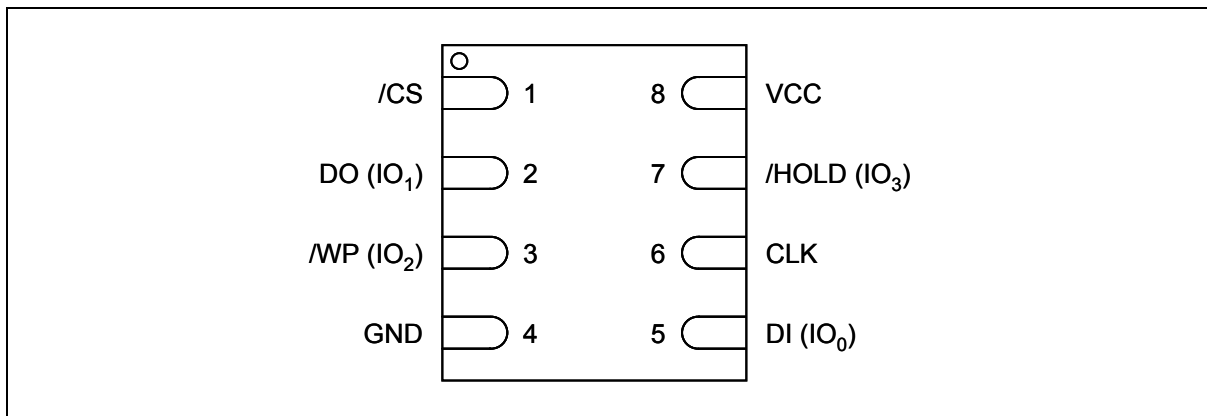 /CS 1 8 VCC
DO (IO₁) 2 7 /HOLD (IO₃)
/WP (IO₂) 3 6 CLK
GND 4 5 DI (IO₀)